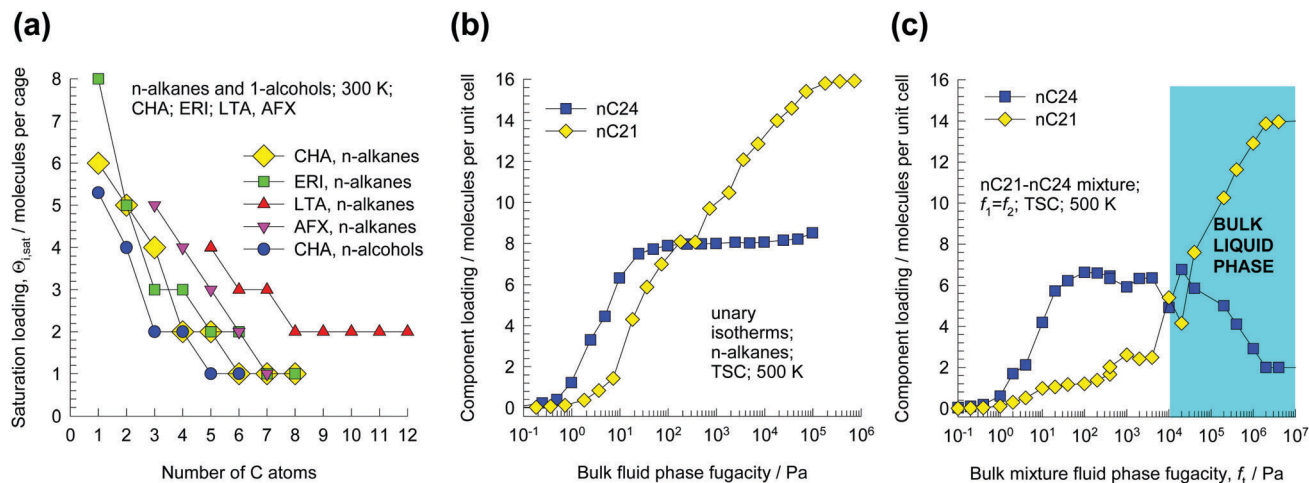 (a)
Saturation loading, Θi,sat / molecules per cage
8
7
6
5
4
3
2
1
0
n-alkanes and 1-alcohols; 300 K;
CHA; ERI; LTA, AFX
CHA, n-alkanes
ERI, n-alkanes
LTA, n-alkanes
AFX, n-alkanes
CHA, n-alcohols
0 1 2 3 4 5 6 7 8 9 10 11 12
Number of C atoms
(b)
Component loading / molecules per unit cell
16
14
12
10
8
6
4
2
0
nC24
nC21
unary
isotherms;
n-alkanes;
TSC; 500 K
10-1 100 101 102 103 104 105 106
Bulk fluid phase fugacity / Pa
(c)
Component loading / molecules per unit cell
16
14
12
10
8
6
4
2
0
nC24
nC21
nC21-nC24 mixture;
f1=f2; TSC; 500 K
BULK
LIQUID
PHASE
10-1 100 101 102 103 104 105 106 107
Bulk mixture fluid phase fugacity, ft / Pa